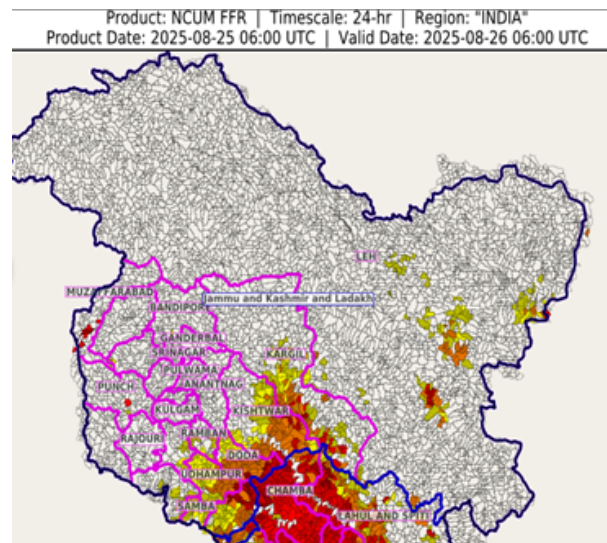 Product: NCUM FFR | Timescale: 24-hr | Region: "INDIA"
Product Date: 2025-08-25 06:00 UTC | Valid Date: 2025-08-26 06:00 UTC
LEH
MUZAFFARABAD
Jammu and Kashmir and Ladakh
BANDIPOR
GANDERBAL
SRINAGAR
KARGIL
PULWAMA
PUNCH
ANANTNAG
KULGAM
KISHTWAR
RAJOURI
RAMBAN
DODA
UDHAMPUR
CHAMBA
SAMBA
LAHUL AND SPITI